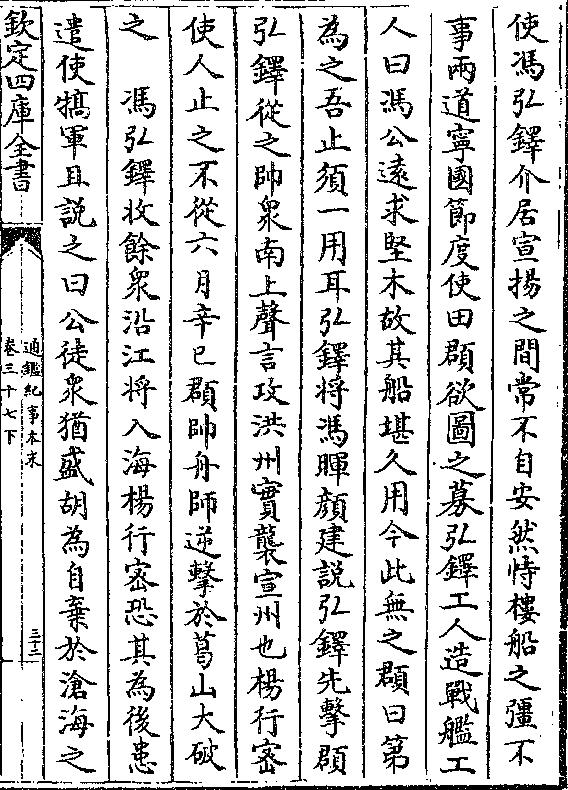 使馮弘鐸介居宣揚之間常不自安然恃樓船之彊不
事兩道寧國節度使田頵欲圖之募弘鐸工人造戰艦工
人曰馮公遠求堅木故其船堪久用今此無之頵曰第
為之吾止須一用耳弘鐸將馮暉顔建說弘鐸先擊頵
弘鐸從之帥衆南上聲言攻洪州實襲宣州也楊行密
使人止之不從六月辛巳頵帥舟師逆擊於葛山大破
之　馮弘鐸收餘衆沿江將入海楊行密恐其為後患
遣使犒軍且說之曰公徒衆猶盛胡為自棄於滄海之
欽定四庫全書
通鑑紀事本末
卷三十七下
三十二